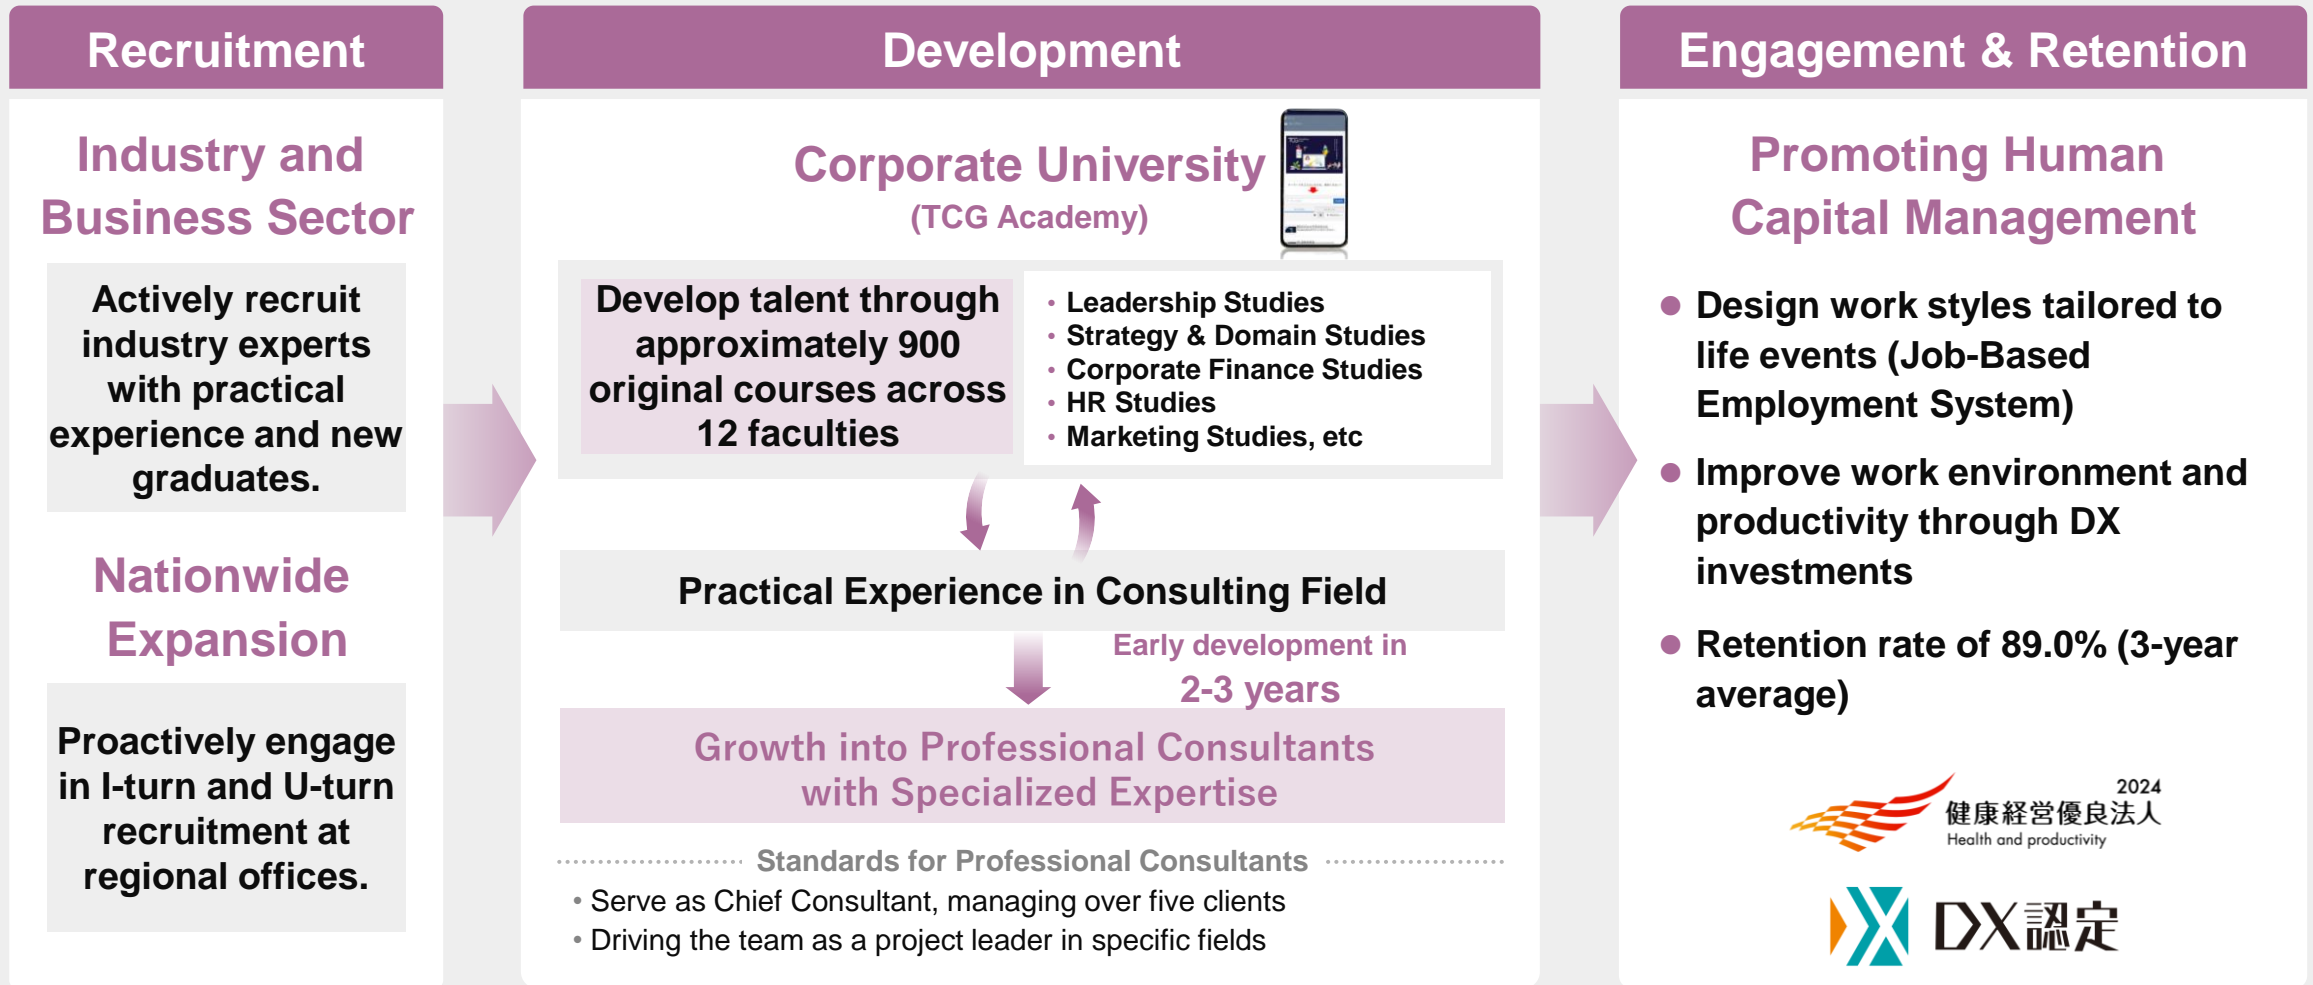 Recruitment
Industry and
Business Sector
Actively recruit
industry experts
with practical
experience and new
graduates.
Nationwide
Expansion
Proactively engage
in I-turn and U-turn
recruitment at
regional offices.
Development
Corporate University
(TCG Academy)
Develop talent through
approximately 900
original courses across
12 faculties
• Leadership Studies
• Strategy & Domain Studies
• Corporate Finance Studies
• HR Studies
• Marketing Studies, etc
Practical Experience in Consulting Field
Early development in
2-3 years
Growth into Professional Consultants
with Specialized Expertise
Standards for Professional Consultants
• Serve as Chief Consultant, managing over five clients
• Driving the team as a project leader in specific fields
Engagement & Retention
Promoting Human
Capital Management
● Design work styles tailored to
life events (Job-Based
Employment System)
● Improve work environment and
productivity through DX
investments
● Retention rate of 89.0% (3-year
average)
2024
健康経営優良法人
Health and productivity
DX認定